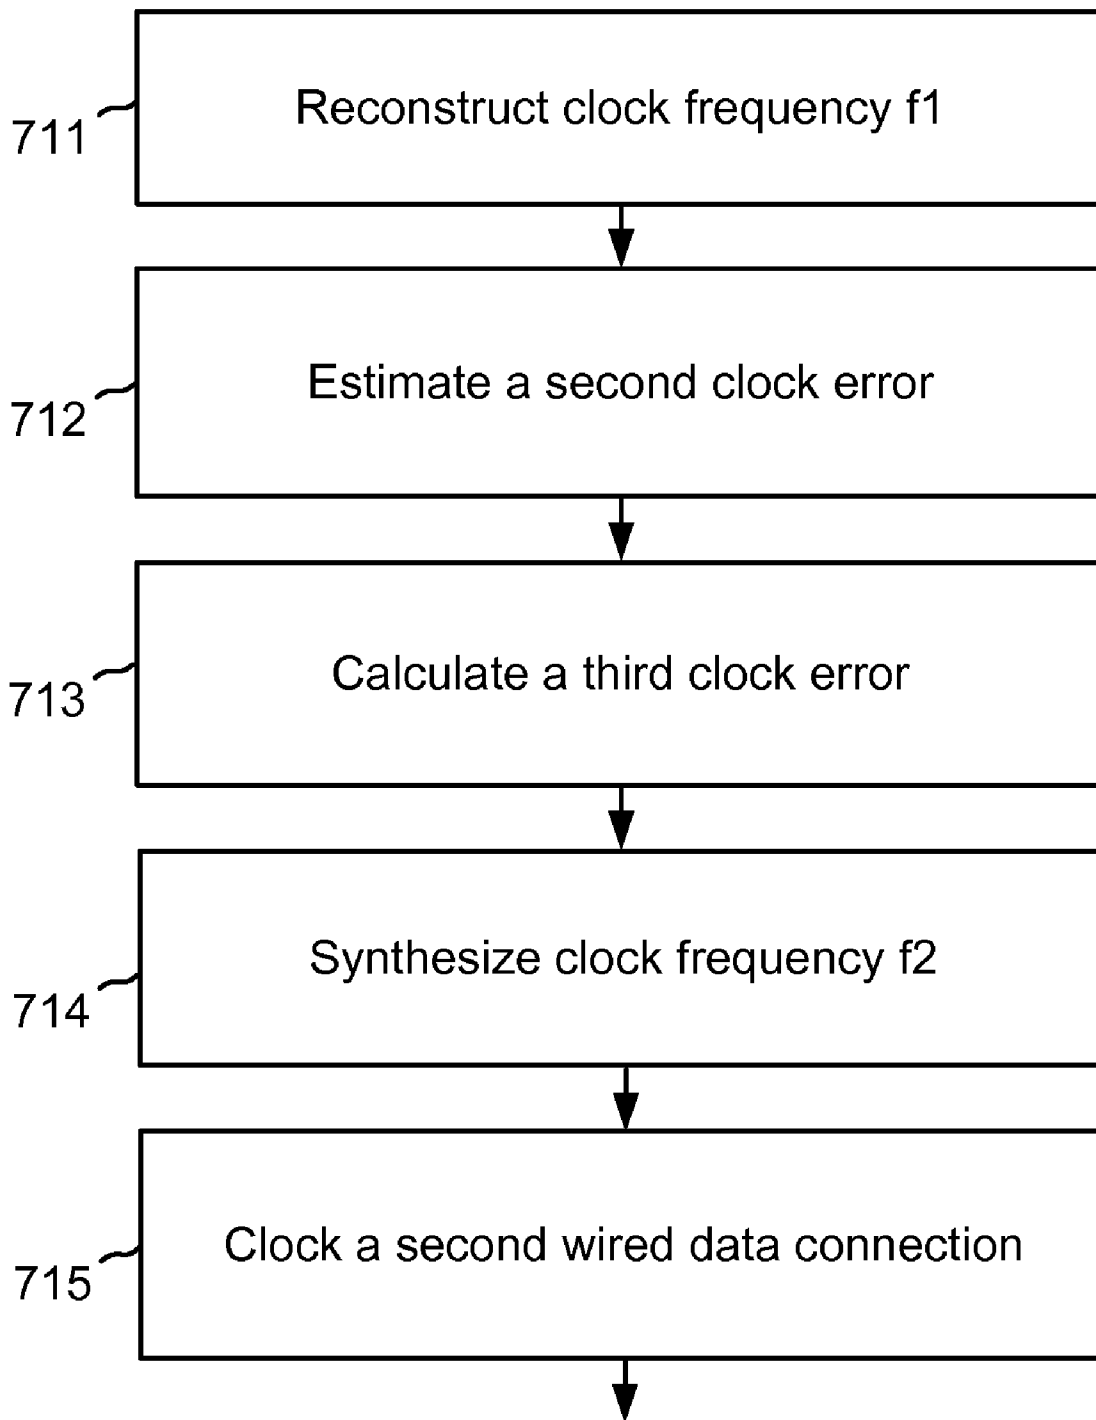 711
Reconstruct clock frequency f1
712
Estimate a second clock error
713
Calculate a third clock error
714
Synthesize clock frequency f2
715
Clock a second wired data connection